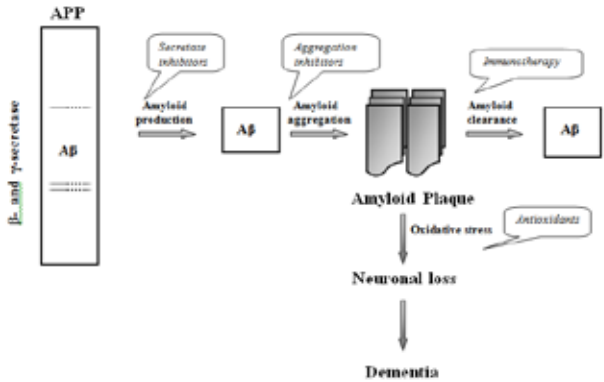 APP
β- and γ-secretase
Aβ
Secretase
inhibitors
Amyloid
production
Aβ
Aggregation
inhibitors
Amyloid
aggregation
Amyloid Plaque
Immunotherapy
Amyloid
clearance
Aβ
Oxidative stress
Antioxidants
Neuronal loss
Dementia